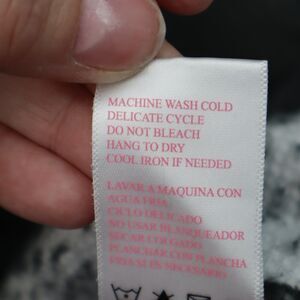 MACHINE WASH COLD
DELICATE CYCLE
DO NOT BLEACH
HANG TO DRY
COOL IRON IF NEEDED
LAVAR A MAQUINA CON
AGUA FRIA
CICLO DELICADO
NO USAR BLANQUEADOR
SECAR COLGADO
PLANCHAR CON PLANCHA
FRIA SI ES NECESARIO